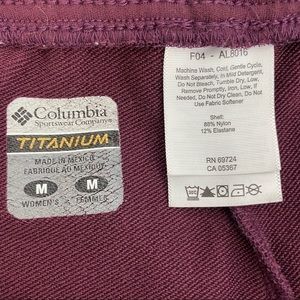 Columbia
Sportswear Company
TITANIUM
MADE IN MEXICO
FABRIQUE AU MEXIQUE
M M
WOMEN'S FEMMES
F04 - AL8016
Machine Wash, Cold, Gentle Cycle,
Wash Separately, In Mild Detergent,
Do Not Bleach, Tumble Dry, Low,
Remove Promptly, Iron, Low, If
Needed, Do Not Dry Clean, Do Not
Use Fabric Softener
Shell:
88% Nylon
12% Elastane
RN 69724
CA 05367